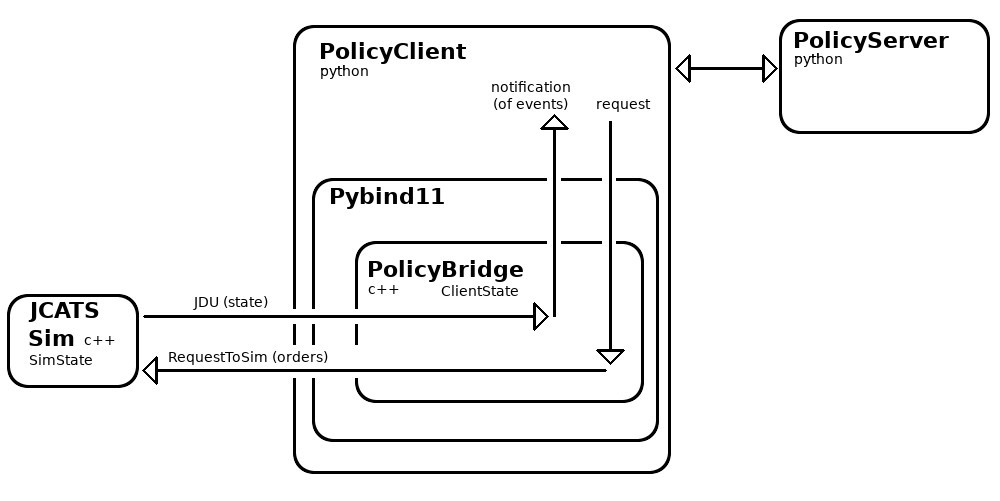 PolicyClient
python
notification
(of events)
request
PolicyServer
python
Pybind11
PolicyBridge
c++
ClientState
JCATS
Sim c++
SimState
JDU (state)
RequestToSim (orders)